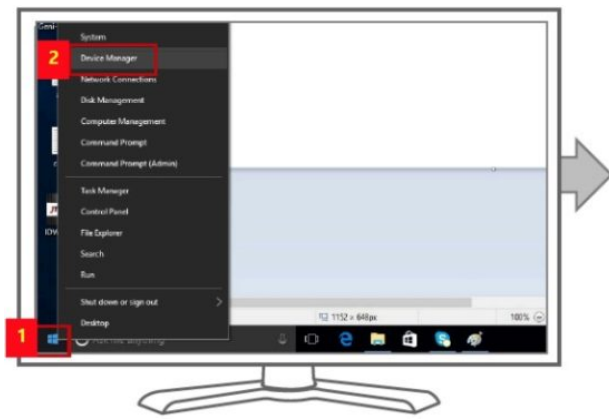 System
2
Device Manager
Network Connections
Disk Management
Computer Management
Command Prompt
Command Prompt (Admin)
Task Manager
Control Panel
File Explorer
Search
Run
Shut down or sign out
Desktop
1152 × 648px
100%
1